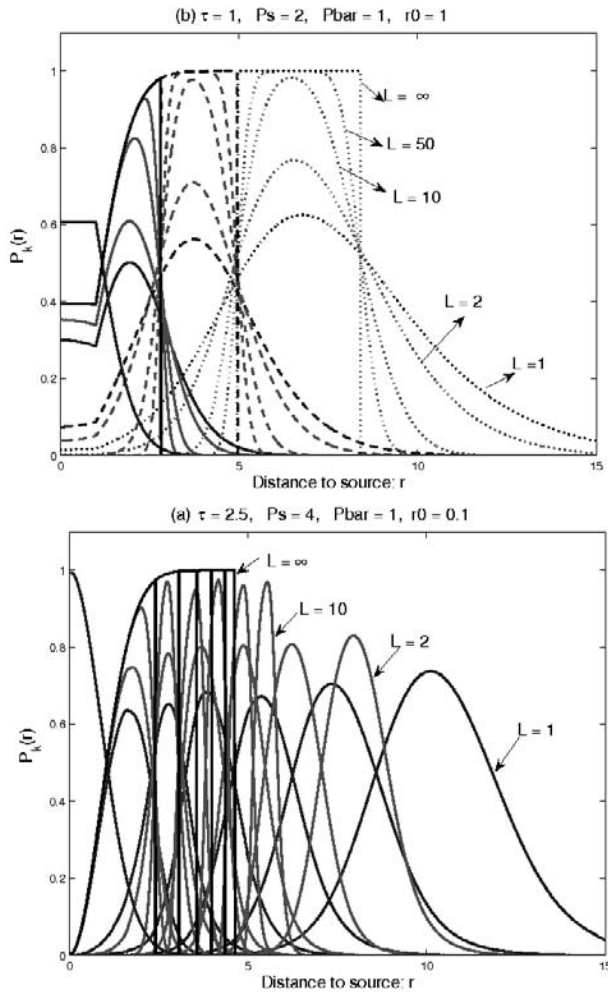 (b) τ = 1, Ps = 2, Pbar = 1, r0 = 1
1
0.8
0.6
0.4
0.2
0
P_k(r)
L = ∞
L = 50
L = 10
L = 2
L =1
0 5 10 15
Distance to source: r
(a) τ = 2.5, Ps = 4, Pbar = 1, r0 = 0.1
1
0.8
0.6
0.4
0.2
0
P_k(r)
L = ∞
L = 10
L = 2
L = 1
0 5 10 15
Distance to source: r